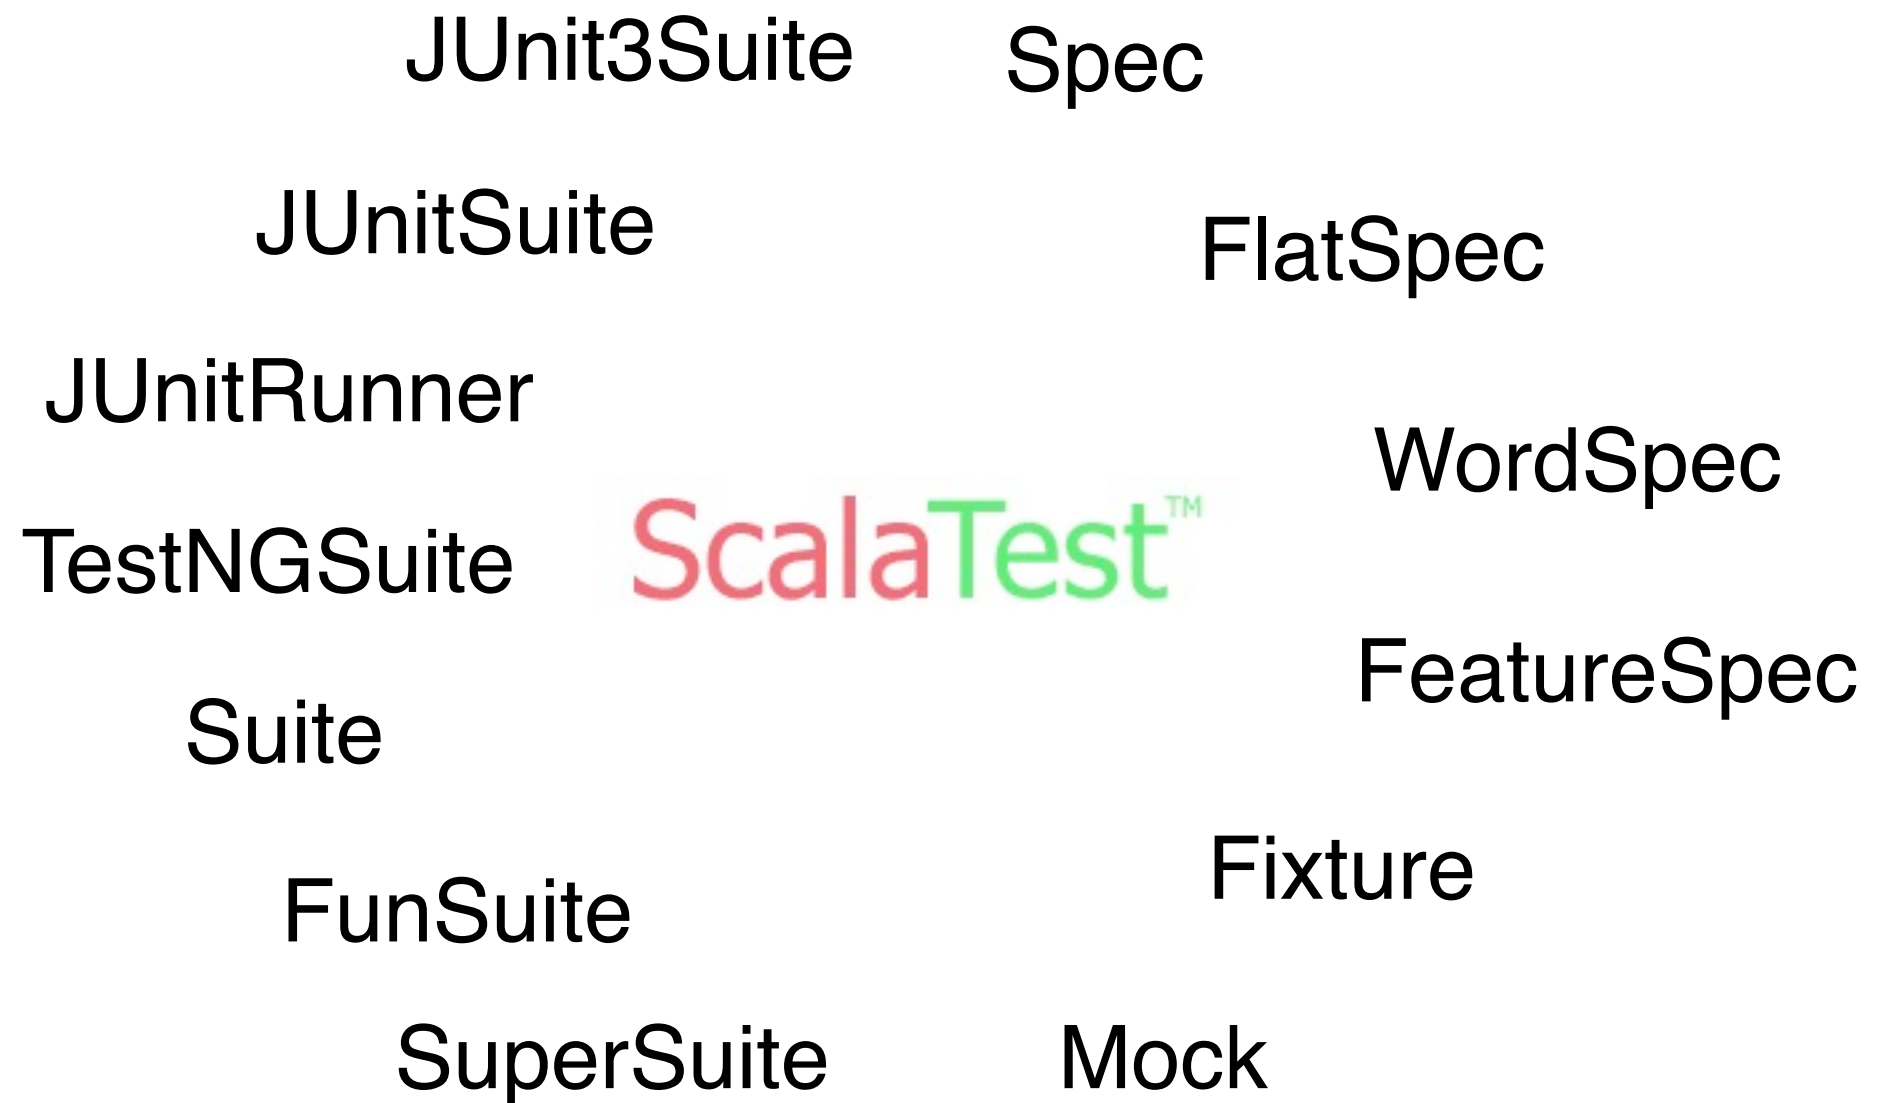 JUnit3Suite
Spec
JUnitSuite
FlatSpec
JUnitRunner
WordSpec
ScalaTest™
TestNGSuite
FeatureSpec
Suite
Fixture
FunSuite
SuperSuite
Mock